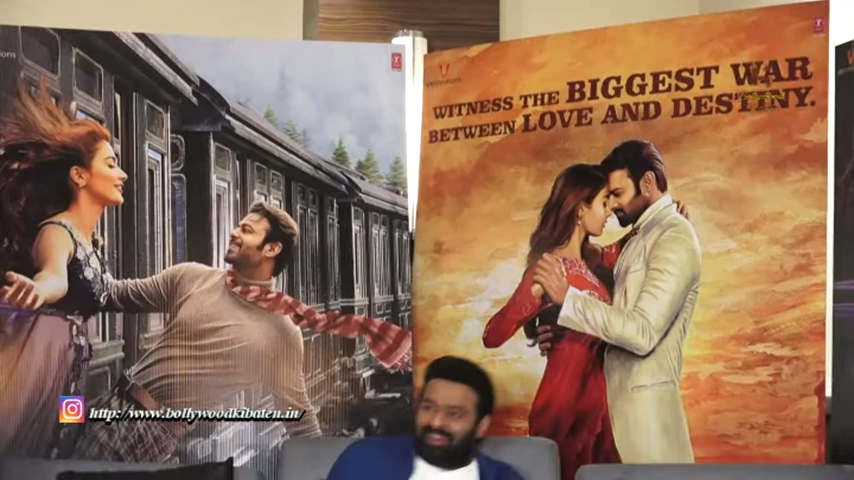 WITNESS THE BIGGEST WAR
BETWEEN LOVE AND DESTINY.
http:/www.bollywoodkibaten.in/